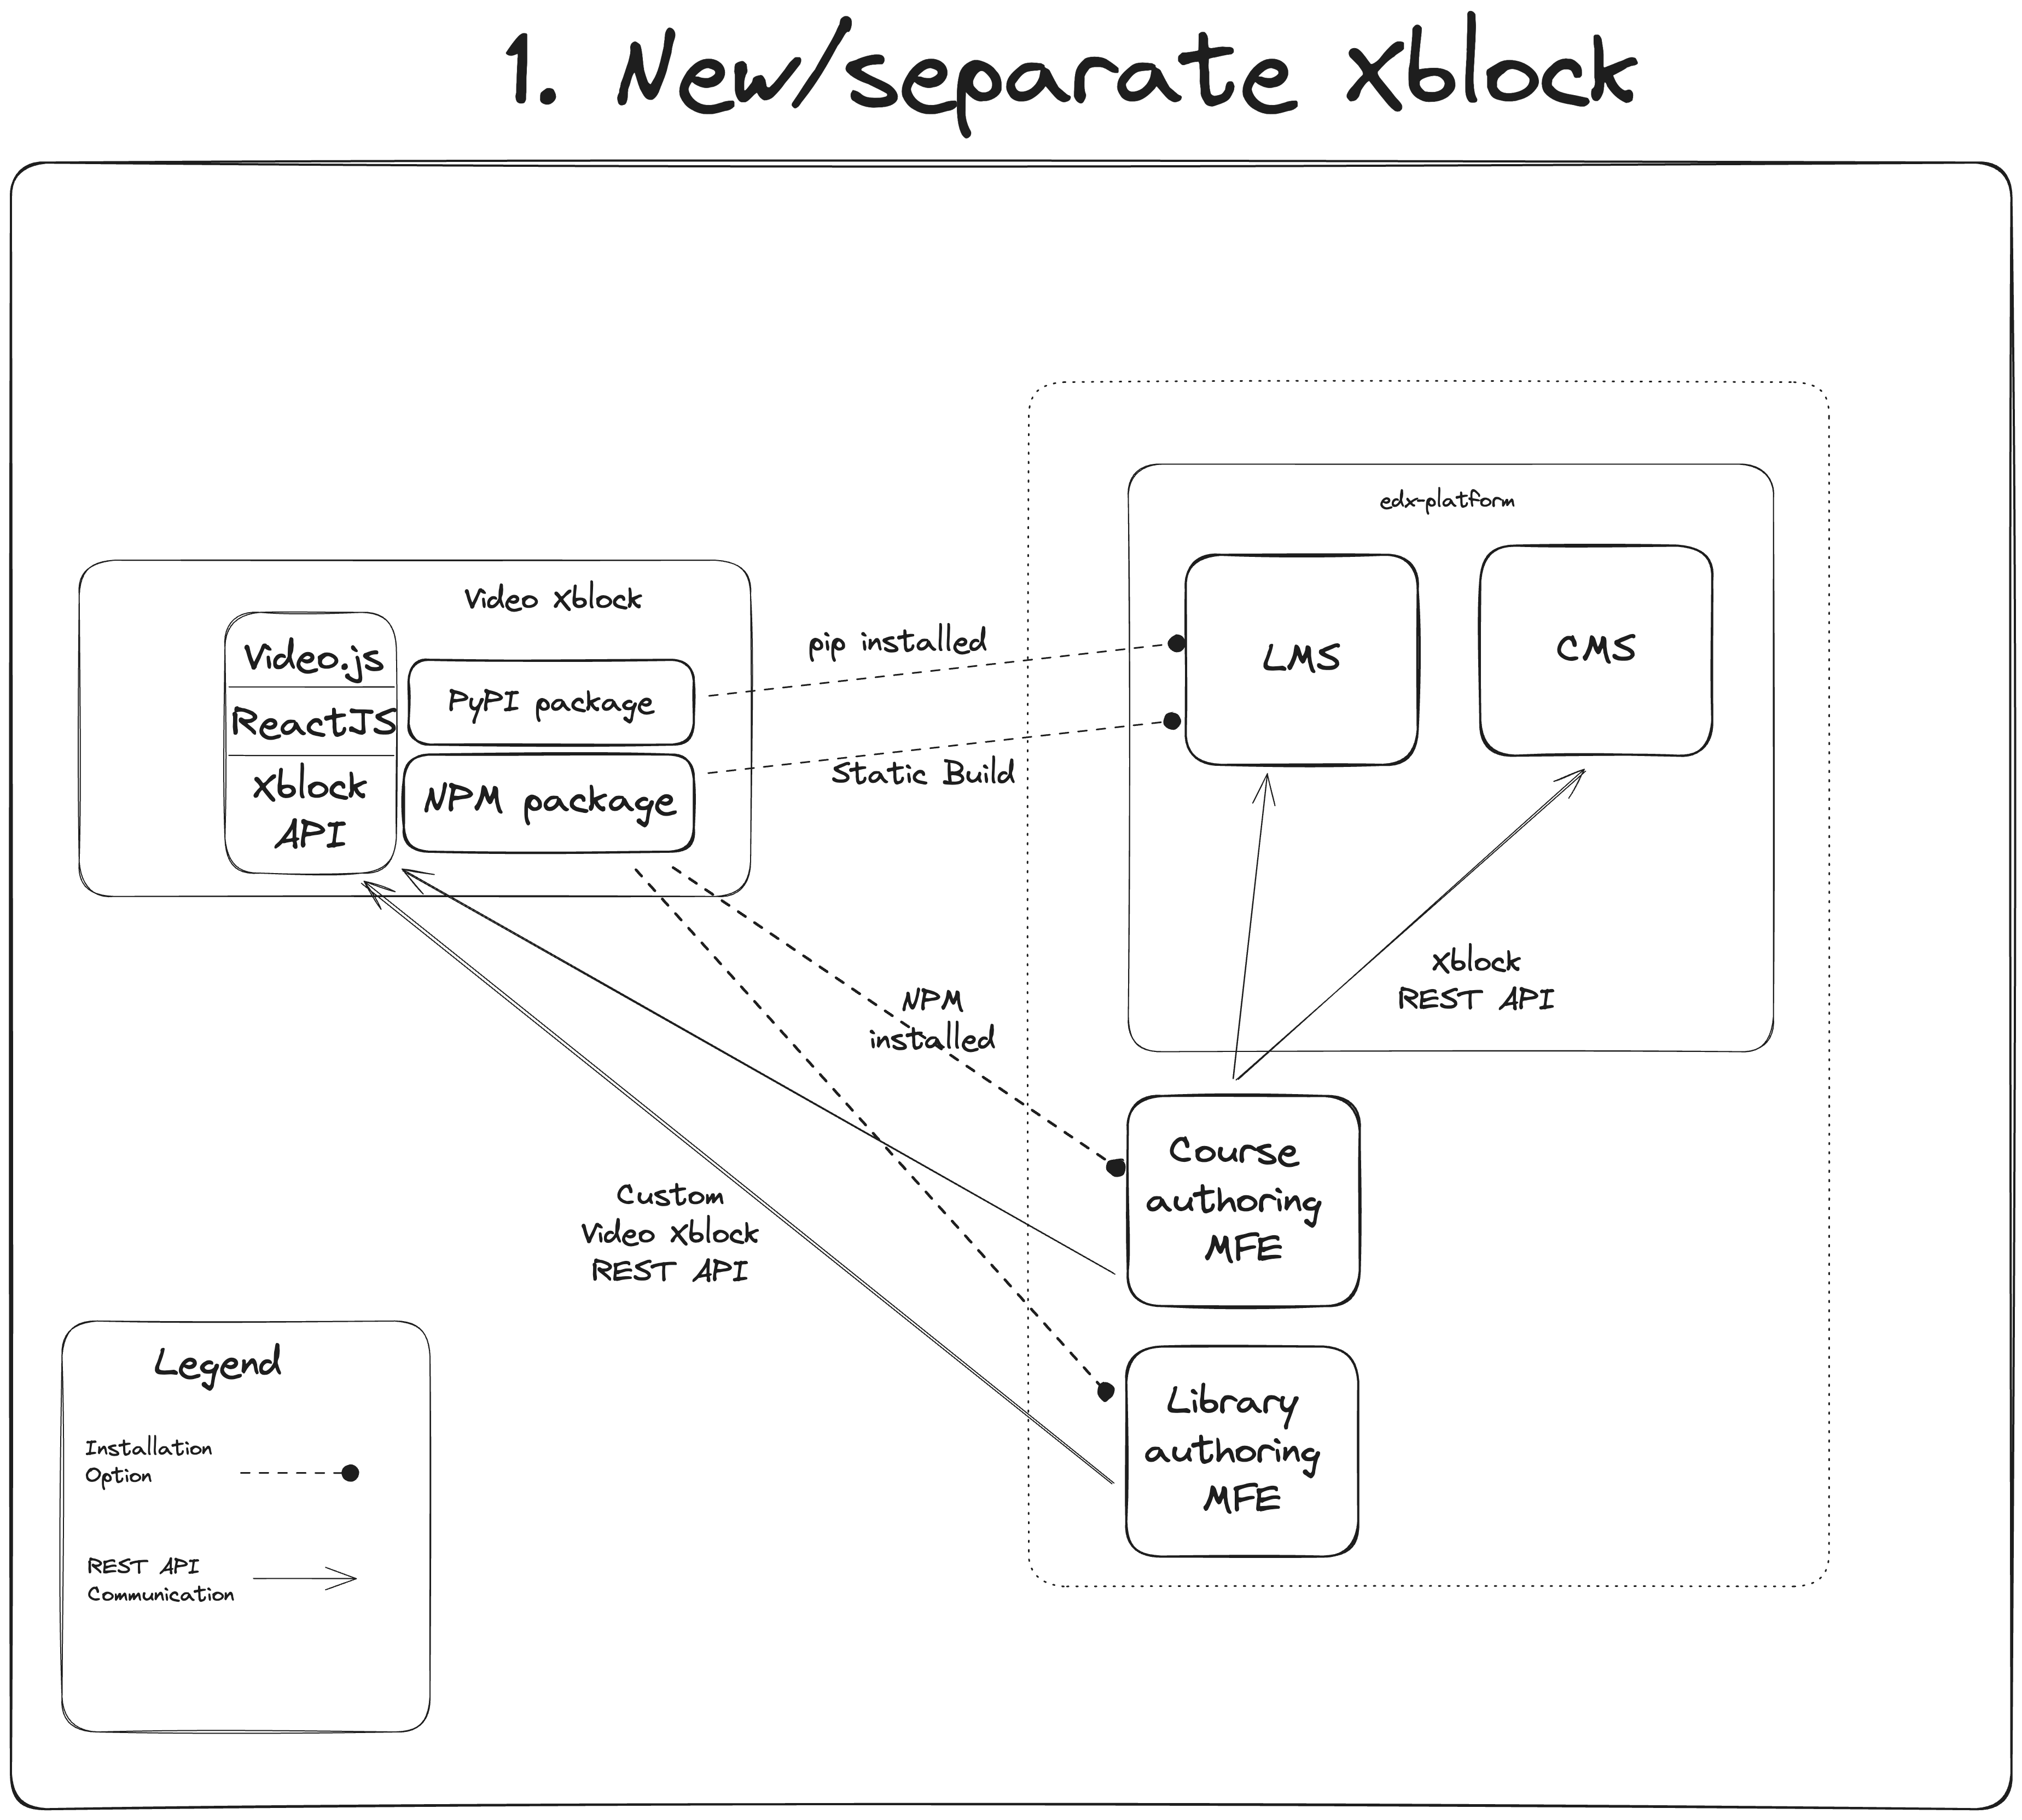 1. New/separate Xblock
edx-platform
Video Xblock
Video.js
ReactJS
Xblock
API
PyPI package
NPM package
pip installed
Static Build
LMS
CMS
Xblock
REST API
NPM
installed
Course
authoring
MFE
Custom
Video Xblock
REST API
Library
authoring
MFE
Legend
Installation
Option
REST API
Communication